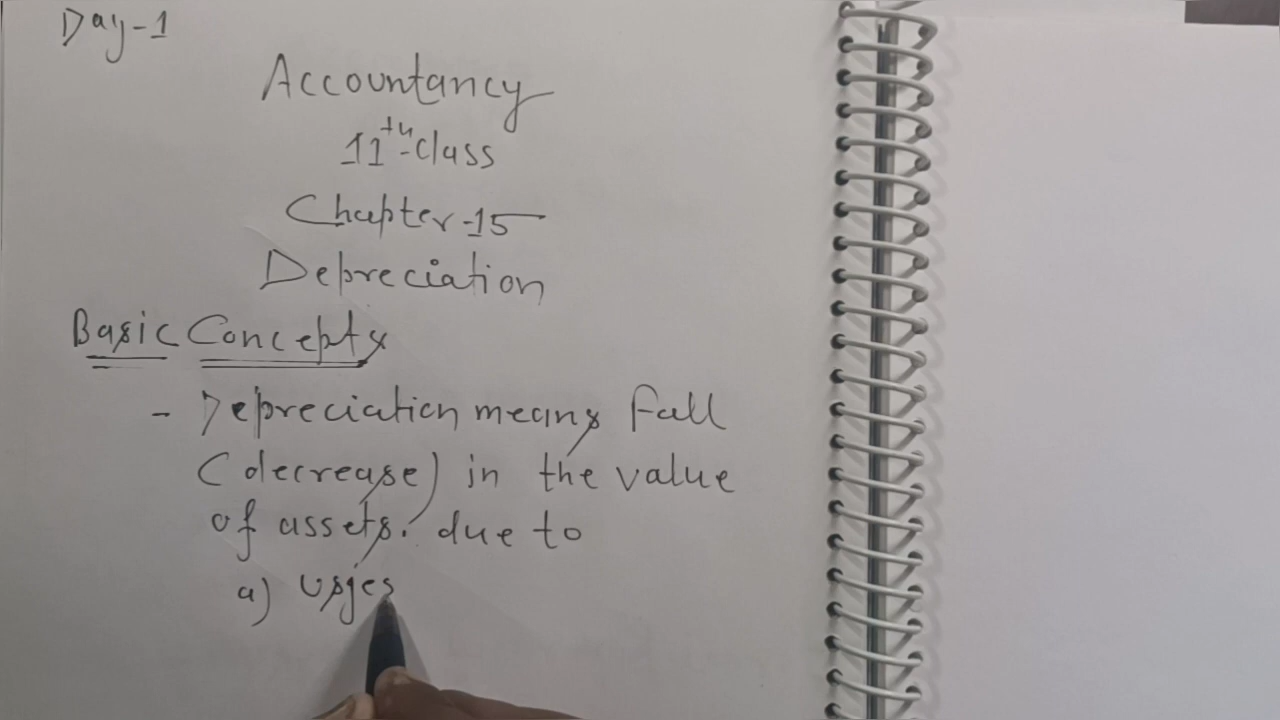 Day-1
Accountancy
11th-class
Chapter-15
Depreciation
Basic Concepts
- Depreciation means fall
(decrease) in the value
of assets. due to
a) Usjes